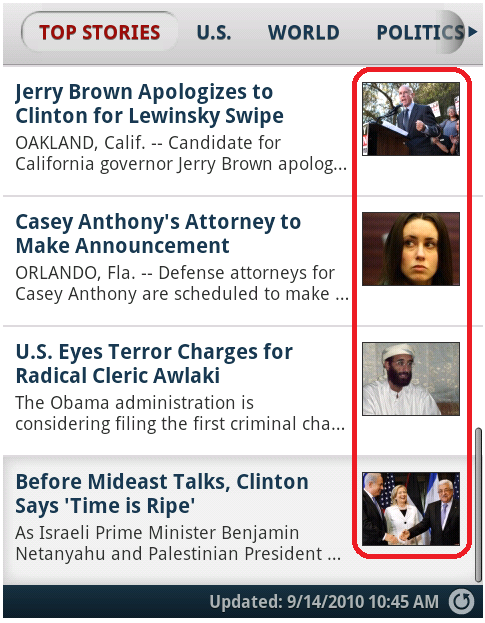 TOP STORIES U.S. WORLD POLITICS
Jerry Brown Apologizes to
Clinton for Lewinsky Swipe
OAKLAND, Calif. -- Candidate for
California governor Jerry Brown apolog...
Casey Anthony's Attorney to
Make Announcement
ORLANDO, Fla. -- Defense attorneys for
Casey Anthony are scheduled to make ...
U.S. Eyes Terror Charges for
Radical Cleric Awlaki
The Obama administration is
considering filing the first criminal cha...
Before Mideast Talks, Clinton
Says 'Time is Ripe'
As Israeli Prime Minister Benjamin
Netanyahu and Palestinian President ...
Updated: 9/14/2010 10:45 AM